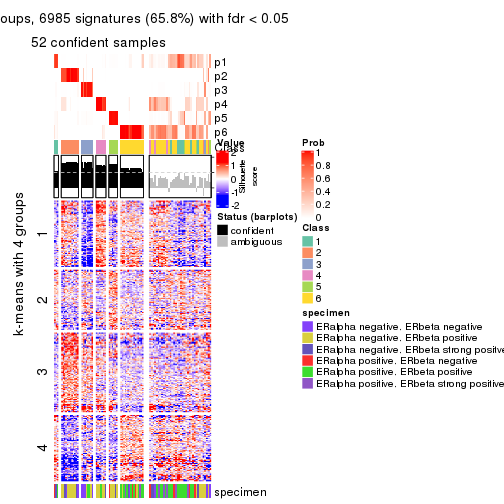 oups, 6985 signatures (65.8%) with fdr < 0.05
52 confident samples
p1
p2
p3
p4
p5
p6
Class
k-means with 4 groups
1
2
3
4
specimen
Value
2
1
0
-1
-2
Silhouette
score
Status (barplots)
confident
ambiguous
Prob
1
0.8
0.6
0.4
0.2
0
Class
1
2
3
4
5
6
specimen
ERalpha negative. ERbeta negative
ERalpha negative. ERbeta positive
ERalpha negative. ERbeta strong positive
ERalpha positive. ERbeta negative
ERalpha positive. ERbeta positive
ERalpha positive. ERbeta strong positive